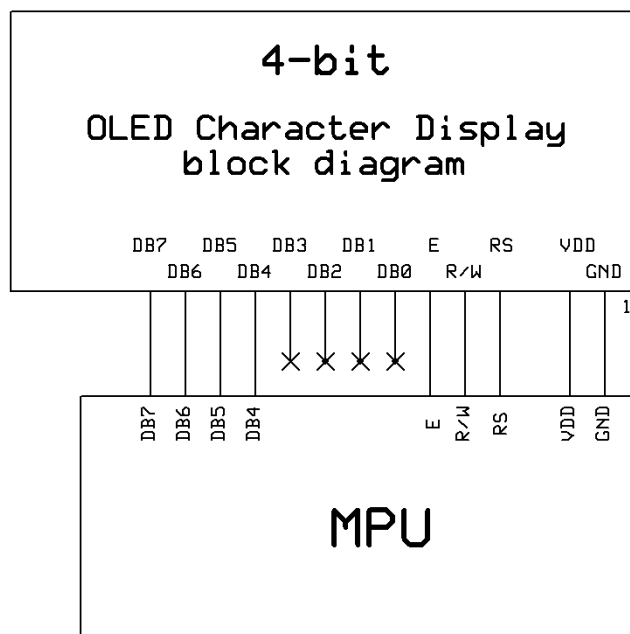 4-bit
OLED Character Display
block diagram
DB7 DB5 DB3 DB1 E RS VDD
DB6 DB4 DB2 DB0 R/W GND
1
DB7 DB6 DB5 DB4 E R/W RS VDD GND
MPU